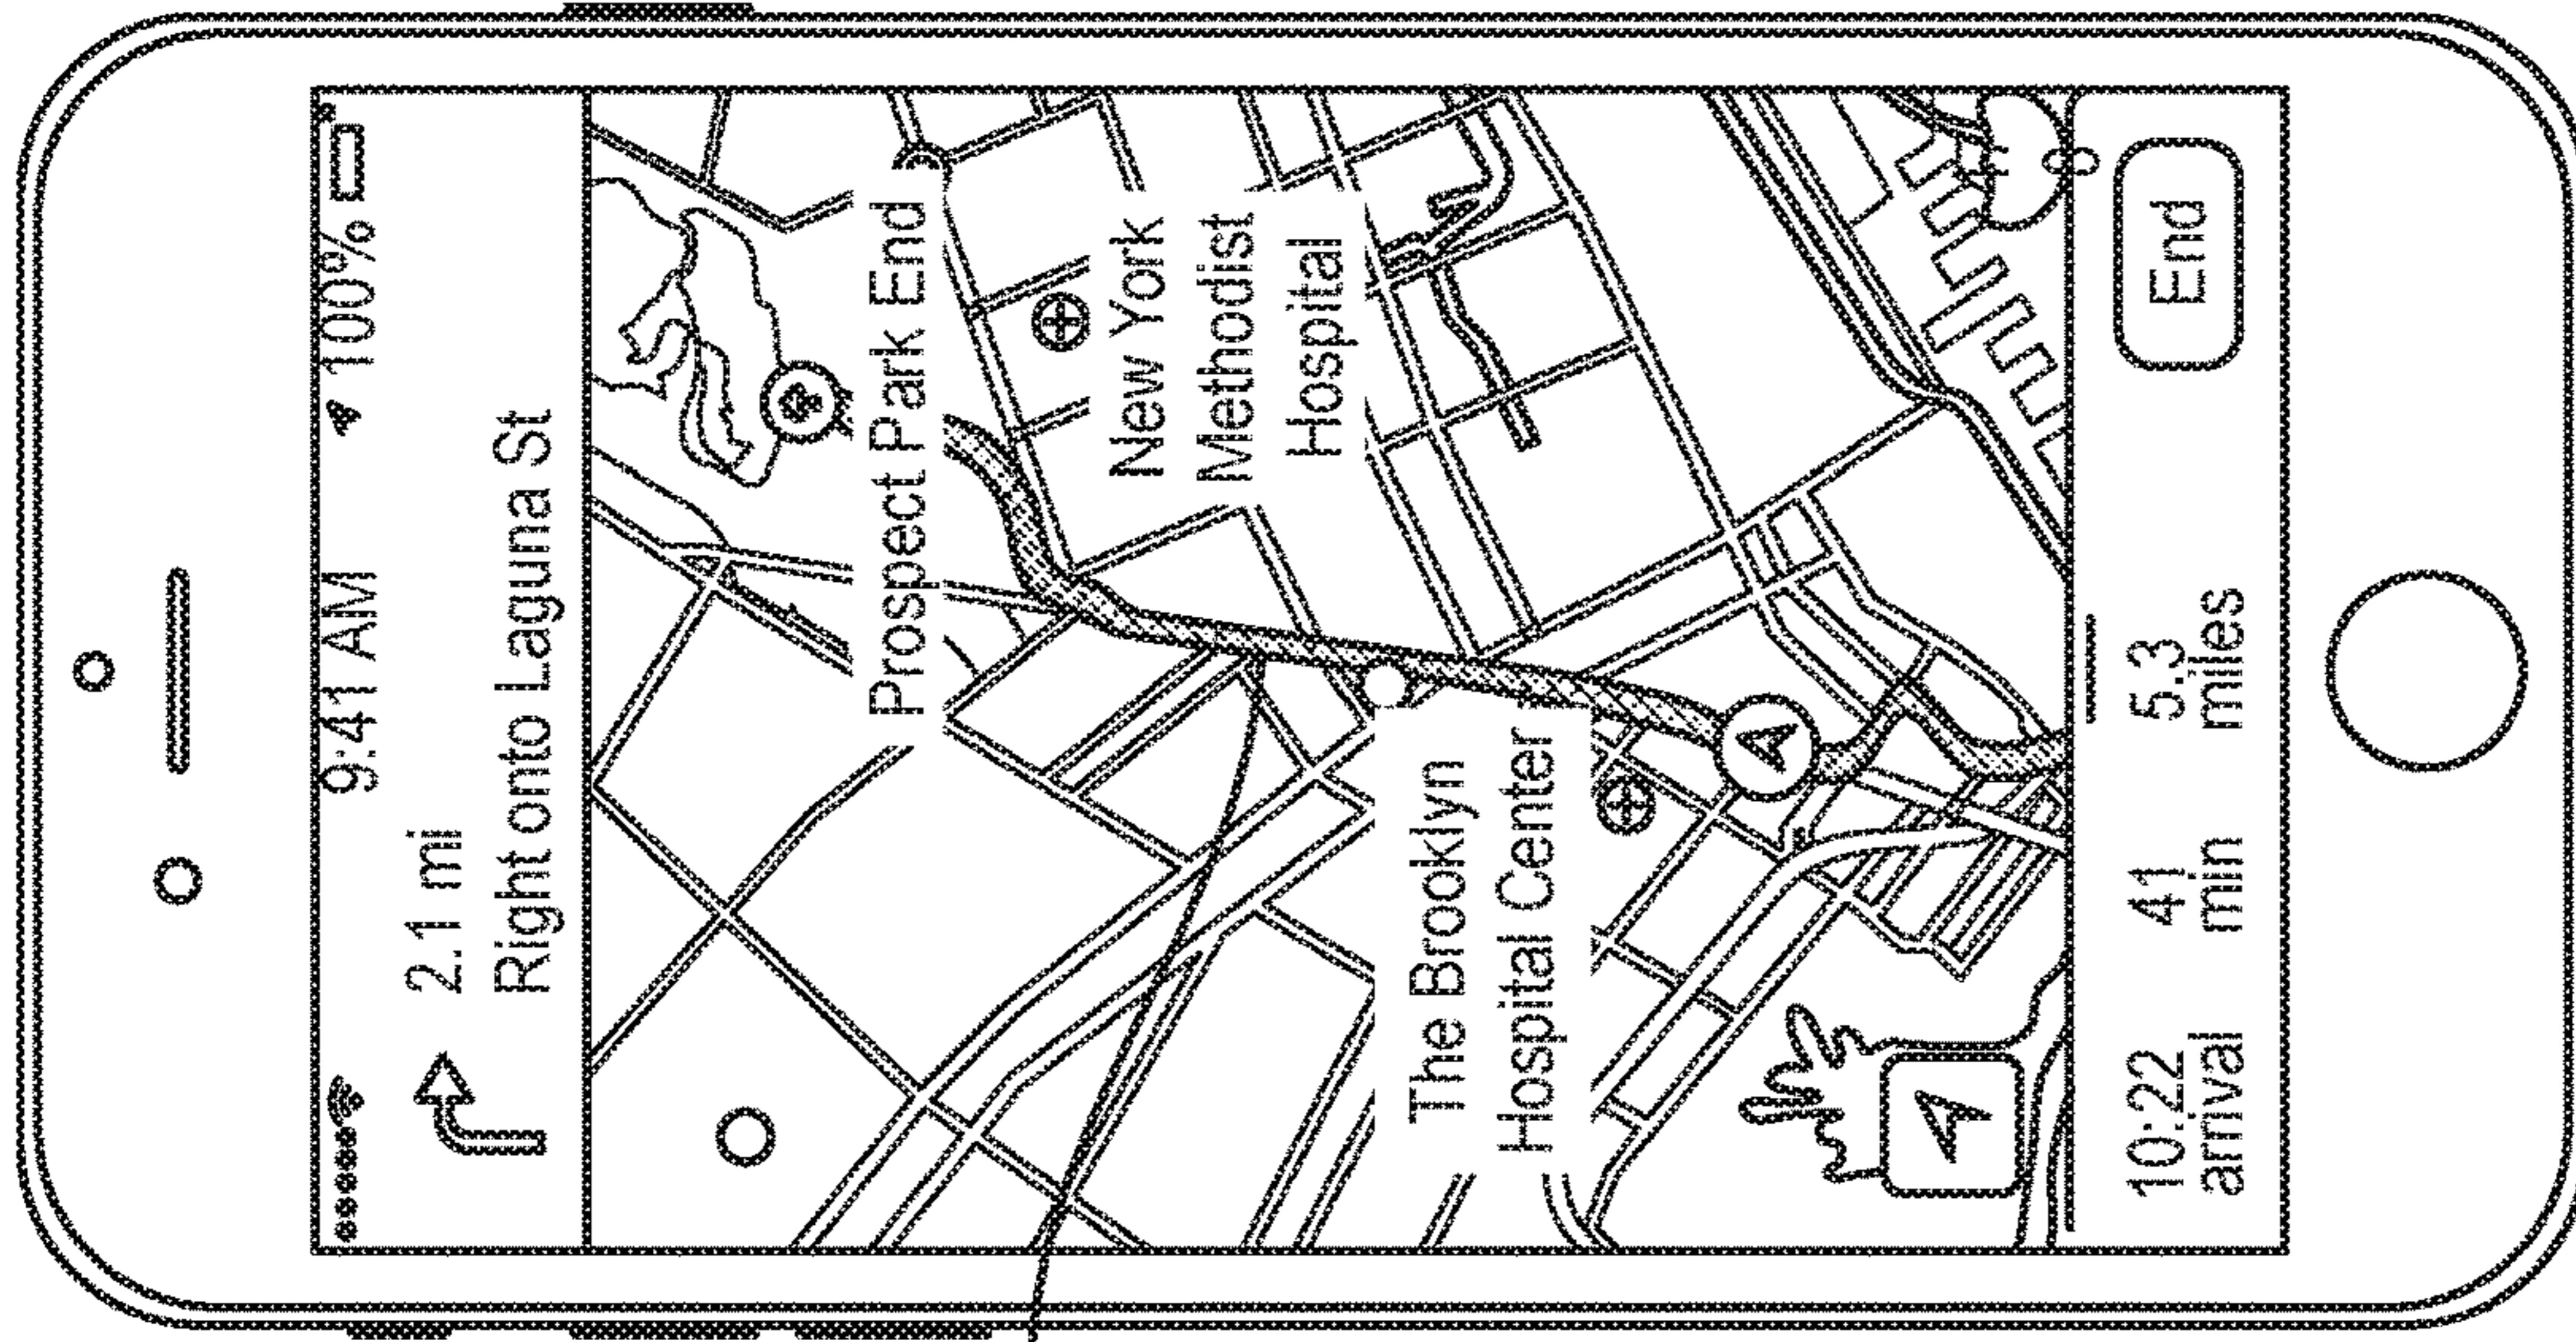 9:41 AM
100%
2.1 mi
Right onto Laguna St
Prospect Park End
New York
Methodist
Hospital
The Brooklyn
Hospital Center
10:22
arrival
41
min
5.3
miles
End